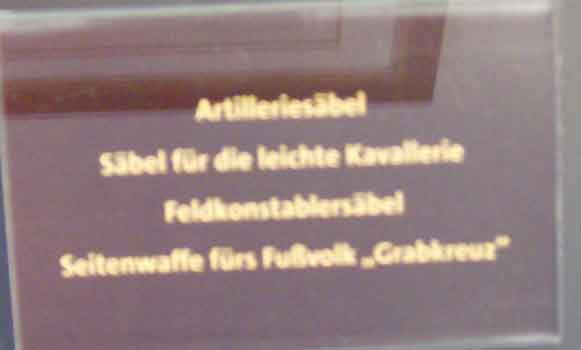 Artilleriesäbel
Säbel für die leichte Kavallerie
Feldkonstablersäbel
Seitenwaffe fürs Fußvolk „Grabkreuz"